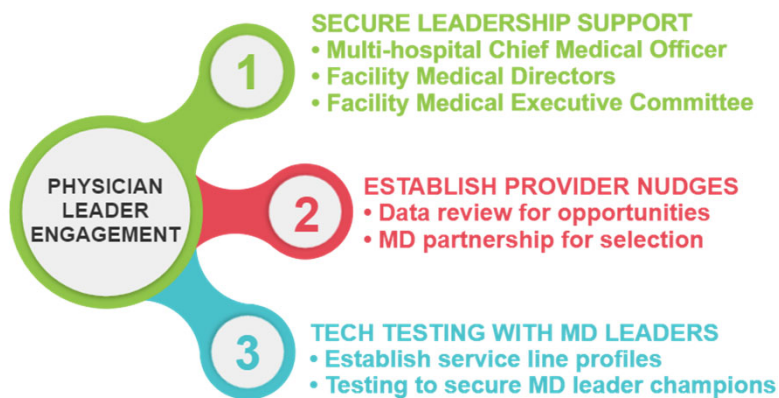 PHYSICIAN
LEADER
ENGAGEMENT
1
SECURE LEADERSHIP SUPPORT
• Multi-hospital Chief Medical Officer
• Facility Medical Directors
• Facility Medical Executive Committee
2
ESTABLISH PROVIDER NUDGES
• Data review for opportunities
• MD partnership for selection
3
TECH TESTING WITH MD LEADERS
• Establish service line profiles
• Testing to secure MD leader champions